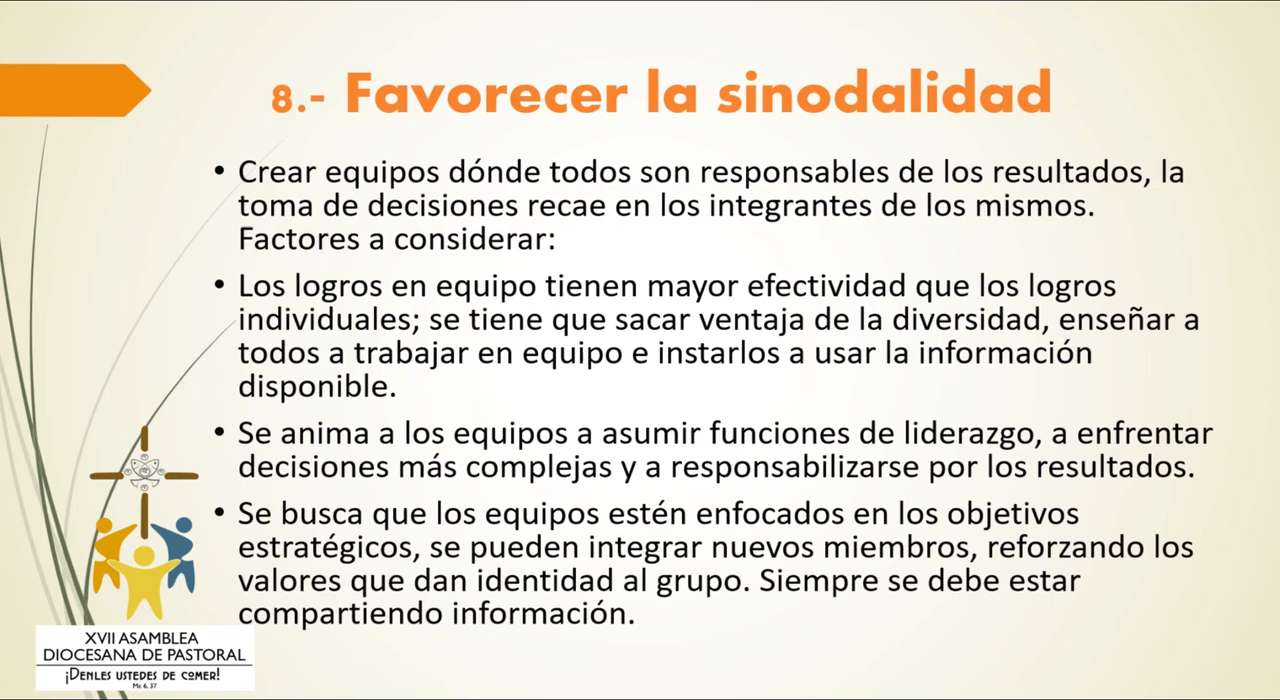 8.- Favorecer la sinodalidad
• Crear equipos dónde todos son responsables de los resultados, la
toma de decisiones recae en los integrantes de los mismos.
Factores a considerar:
• Los logros en equipo tienen mayor efectividad que los logros
individuales; se tiene que sacar ventaja de la diversidad, enseñar a
todos a trabajar en equipo e instarlos a usar la información
disponible.
• Se anima a los equipos a asumir funciones de liderazgo, a enfrentar
decisiones más complejas y a responsabilizarse por los resultados.
• Se busca que los equipos estén enfocados en los objetivos
estratégicos, se pueden integrar nuevos miembros, reforzando los
valores que dan identidad al grupo. Siempre se debe estar
compartiendo información.
XVII ASAMBLEA
DIOCESANA DE PASTORAL
¡DENLES USTEDES DE COMER!
Mc 6, 37